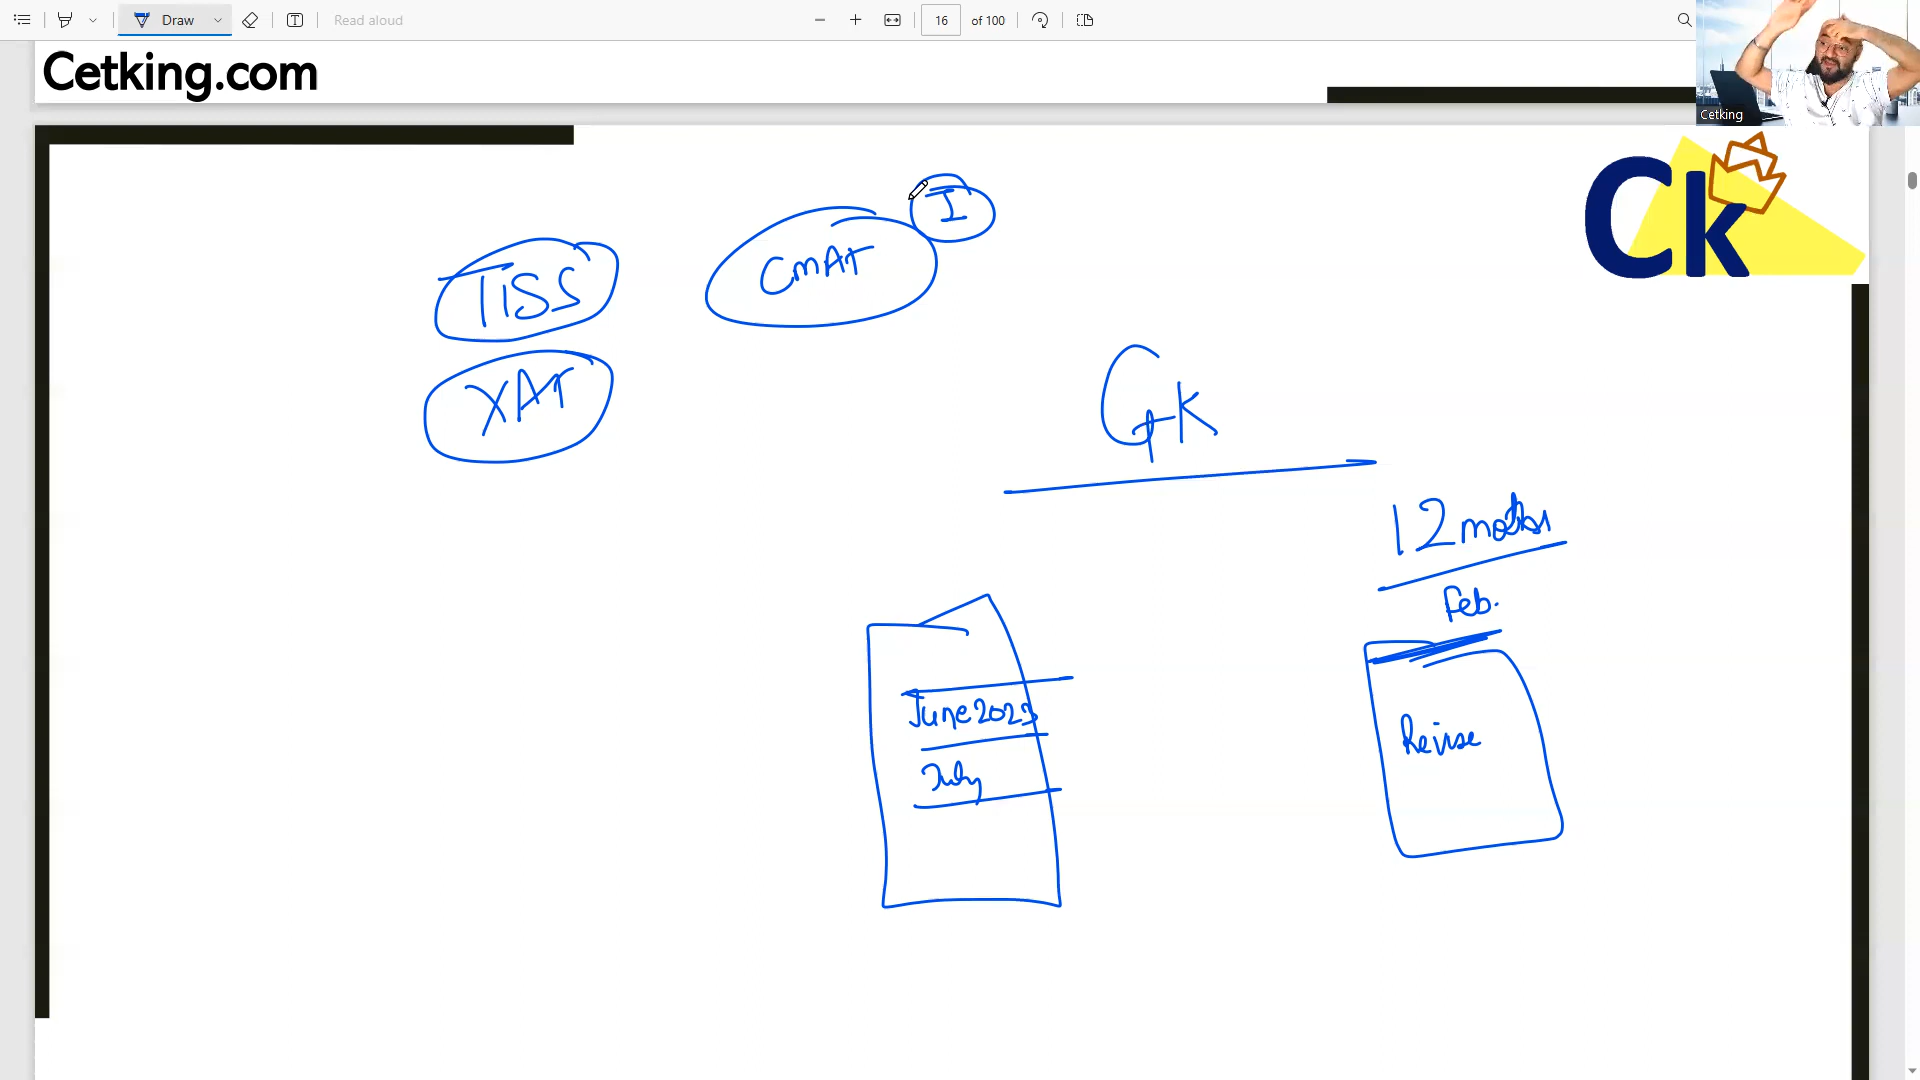 Draw
Read aloud
16 of 100
Cetking.com
Cetking
Ck
I
CMAT
TISS
XAT
GK
12
Feb.
June 2023
July
Revise